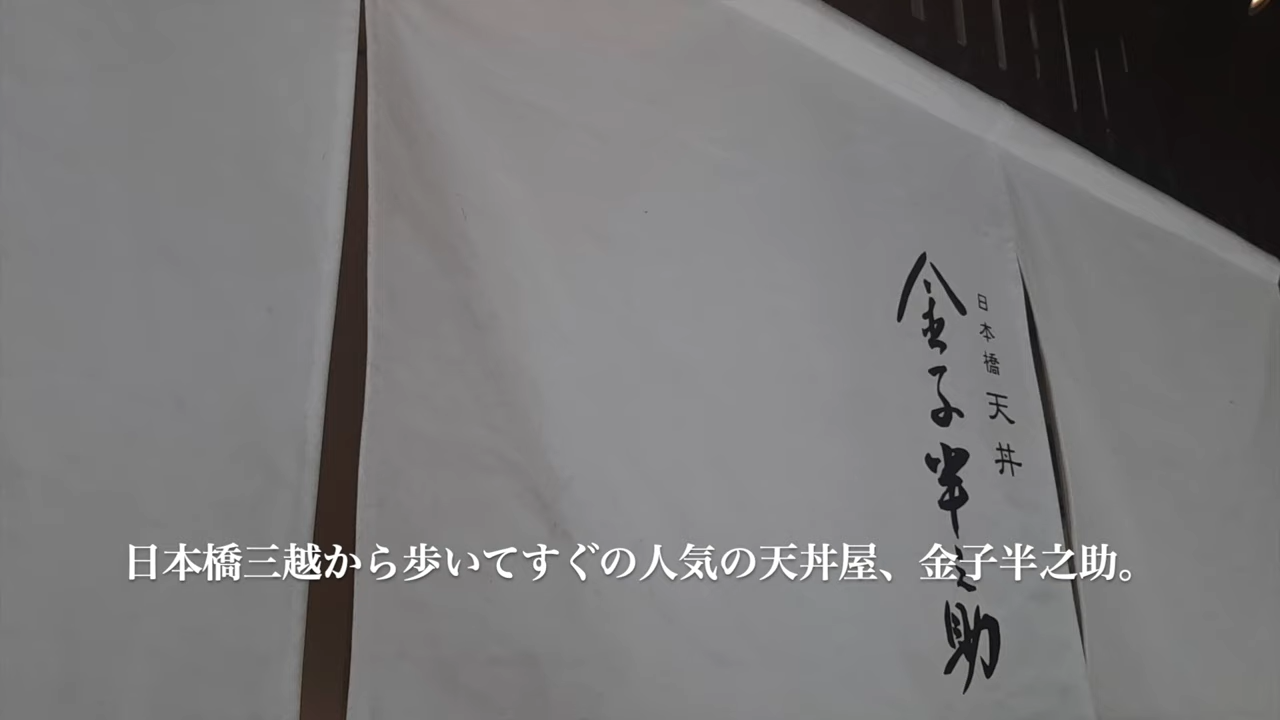 日本橋 天丼
金子半之助
日本橋三越から歩いてすぐの人気の天丼屋、金子半之助。